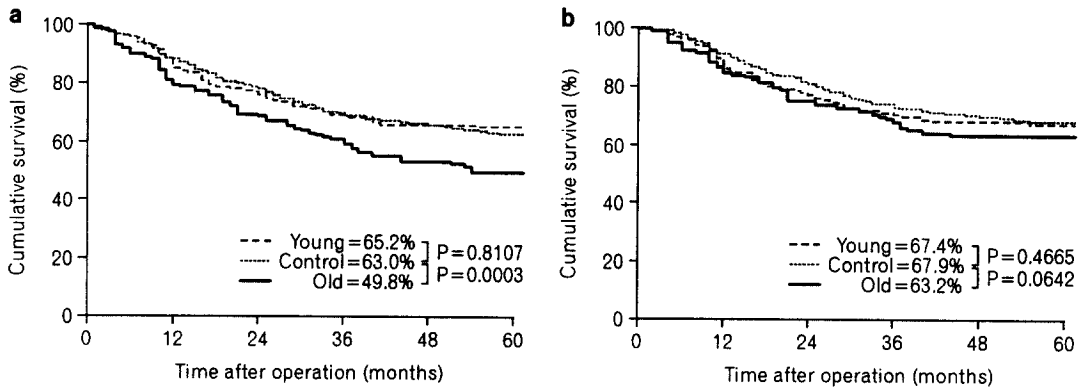 a
Cumulative survival (%)
100
80
60
40
20
0
Young=65.2%
Control=63.0%
Old=49.8%
P=0.8107
P=0.0003
0 12 24 36 48 60
Time after operation (months)
b
Cumulative survival (%)
100
80
60
40
20
0
Young=67.4%
Control=67.9%
Old=63.2%
P=0.4665
P=0.0642
0 12 24 36 48 60
Time after operation (months)